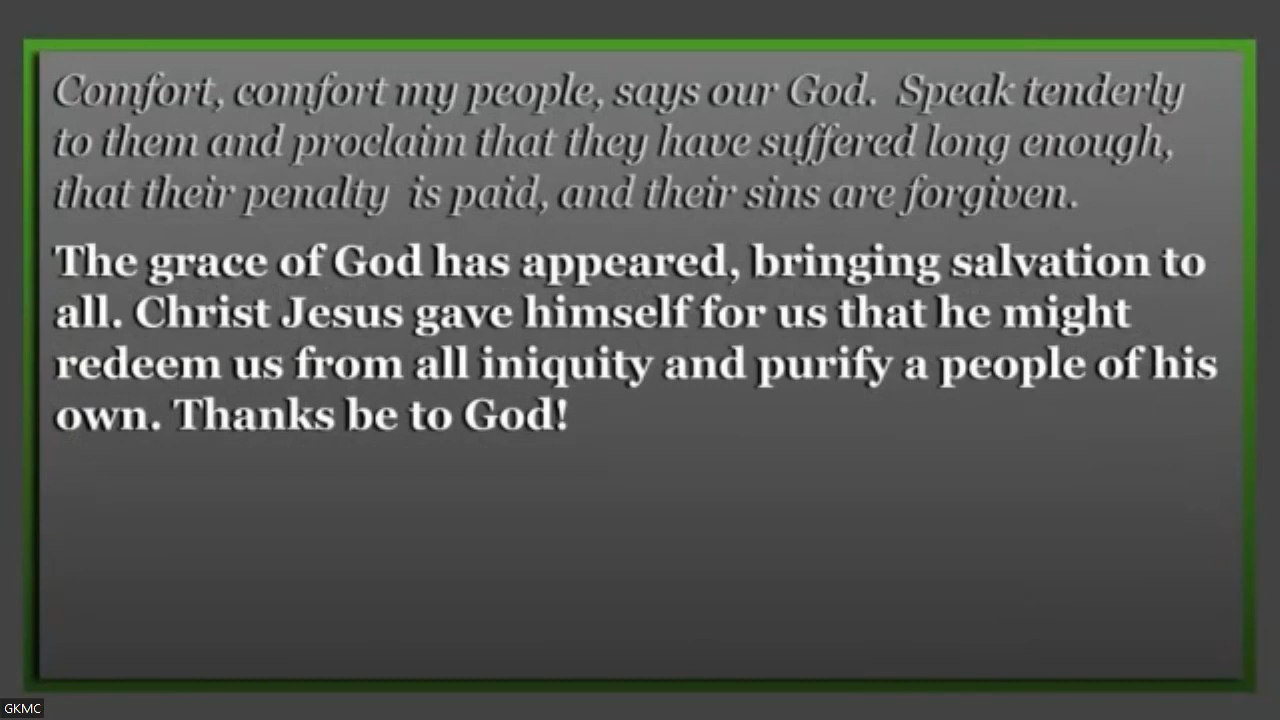 Comfort, comfort my people, says our God.  Speak tenderly
to them and proclaim that they have suffered long enough,
that their penalty  is paid, and their sins are forgiven.
The grace of God has appeared, bringing salvation to
all. Christ Jesus gave himself for us that he might
redeem us from all iniquity and purify a people of his
own. Thanks be to God!
GKMC